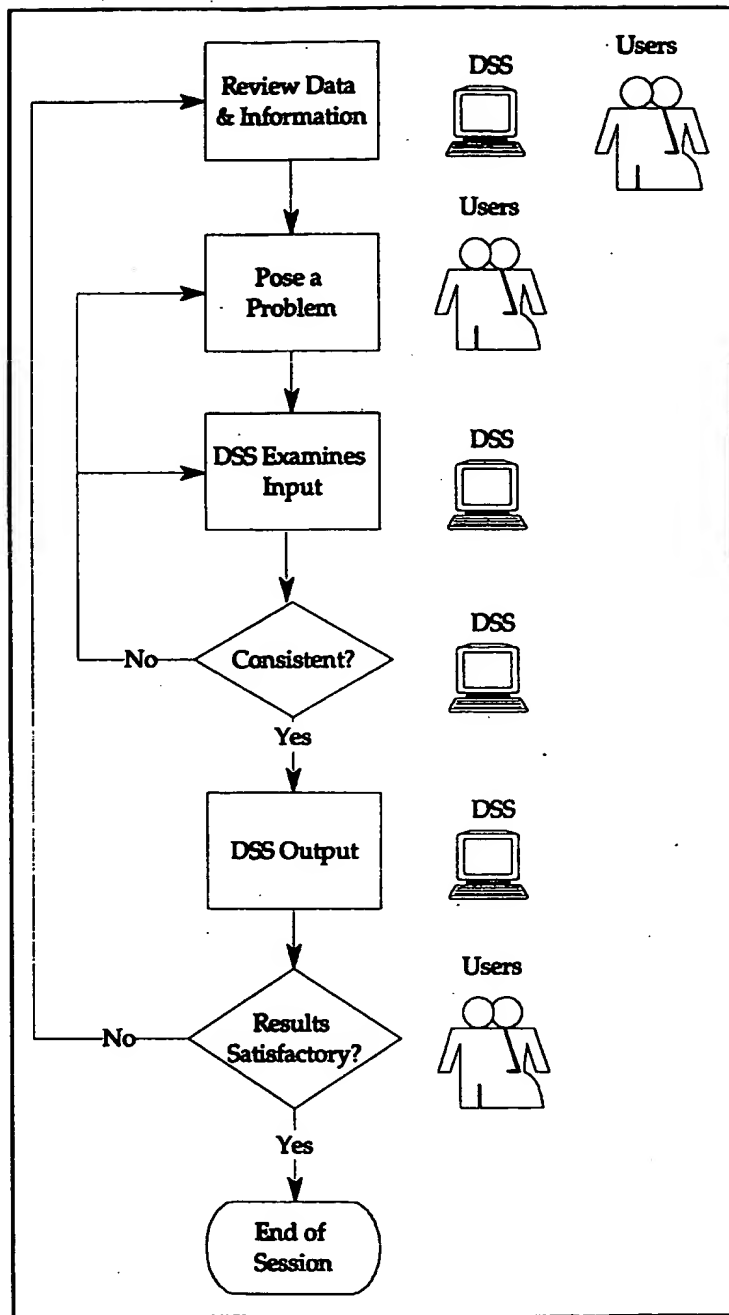 Users
DSS
Review Data
& Information
Users
Pose a
Problem
DSS
DSS Examines
Input
DSS
No
Consistent?
Yes
DSS
DSS Output
Users
No
Results
Satisfactory?
Yes
End of
Session